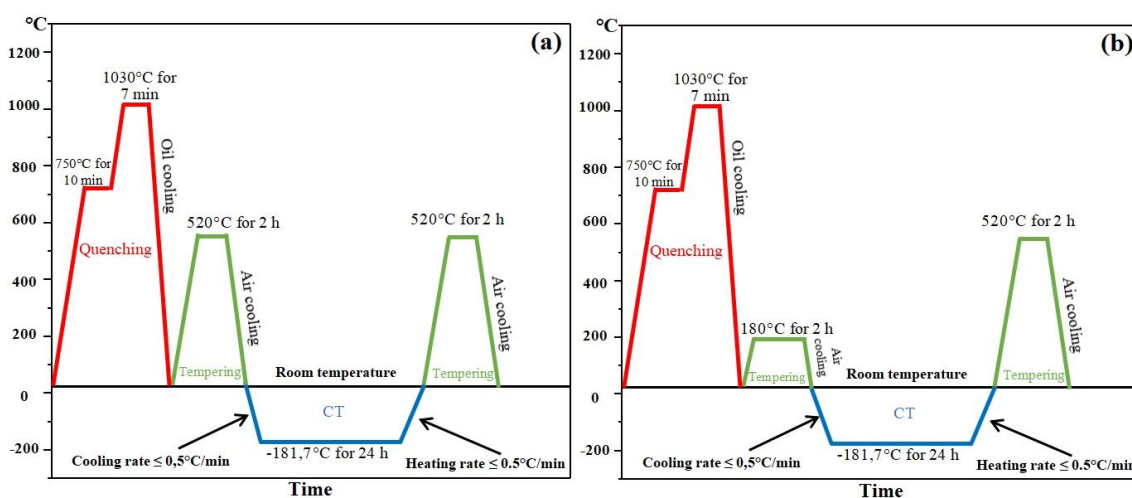 °C
(a)
1200
1000
800
600
400
200
0
-200
1030°C for
7 min
750°C for
10 min
Oil cooling
Quenching
520°C for 2 h
Air cooling
Tempering
Room temperature
CT
520°C for 2 h
Air cooling
Tempering
Cooling rate ≤ 0,5°C/min
-181,7°C for 24 h
Heating rate ≤ 0.5°C/min
Time
°C
(b)
1200
1000
800
600
400
200
0
-200
1030°C for
7 min
750°C for
10 min
Oil cooling
Quenching
180°C for 2 h
Air
cooling
Tempering
Room temperature
CT
520°C for 2 h
Air cooling
Tempering
Cooling rate ≤ 0,5°C/min
-181,7°C for 24 h
Heating rate ≤ 0.5°C/min
Time